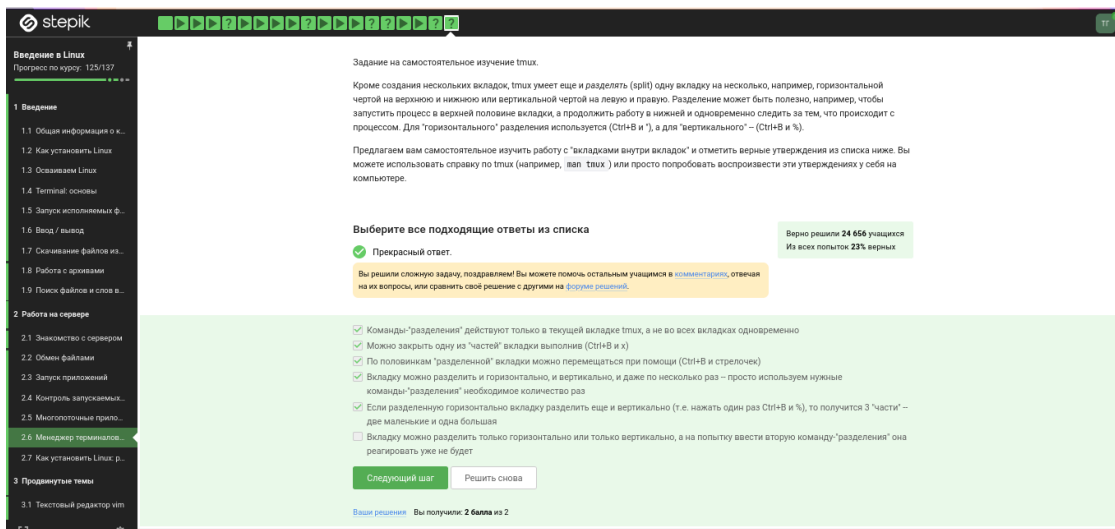 stepik
ТГ
Введение в Linux
Прогресс по курсу: 125/137
1 Введение
1.1 Общая информация о к...
1.2 Как установить Linux
1.3 Осваиваем Linux
1.4 Terminal: основы
1.5 Запуск исполняемых ф...
1.6 Ввод / вывод
1.7 Скачивание файлов из...
1.8 Работа с архивами
1.9 Поиск файлов и слов в...
2 Работа на сервере
2.1 Знакомство с сервером
2.2 Обмен файлами
2.3 Запуск приложений
2.4 Контроль запускаемых...
2.5 Многопоточные прило...
2.6 Менеджер терминалов...
2.7 Как установить Linux: р...
3 Продвинутые темы
3.1 Текстовый редактор vim
Задание на самостоятельное изучение tmux.
Кроме создания нескольких вкладок, tmux умеет еще и разделять (split) одну вкладку на несколько, например, горизонтальной
чертой на верхнюю и нижнюю или вертикальной чертой на левую и правую. Разделение может быть полезно, например, чтобы
запустить процесс в верхней половине вкладки, а продолжить работу в нижней и одновременно следить за тем, что происходит с
процессом. Для "горизонтального" разделения используется (Ctrl+B и "), а для "вертикального" – (Ctrl+B и %).
Предлагаем вам самостоятельное изучить работу с "вкладками внутри вкладок" и отметить верные утверждения из списка ниже. Вы
можете использовать справку по tmux (например, man tmux ) или просто попробовать воспроизвести эти утверждениях у себя на
компьютере.
Выберите все подходящие ответы из списка
Верно решили 24 656 учащихся
Из всех попыток 23% верных
Прекрасный ответ.
Вы решили сложную задачу, поздравляем! Вы можете помочь остальным учащимся в комментариях, отвечая
на их вопросы, или сравнить своё решение с другими на форуме решений.
Команды-"разделения" действуют только в текущей вкладке tmux, а не во всех вкладках одновременно
Можно закрыть одну из "частей" вкладки выполнив (Ctrl+B и x)
По половинкам "разделенной" вкладки можно перемещаться при помощи (Ctrl+B и стрелочек)
Вкладку можно разделить и горизонтально, и вертикально, и даже по несколько раз – просто используем нужные
команды-"разделения" необходимое количество раз
Если разделенную горизонтально вкладку разделить еще и вертикально (т.е. нажать один раз Ctrl+B и %), то получится 3 "части" –
две маленькие и одна большая
Вкладку можно разделить только горизонтально или только вертикально, а на попытку ввести вторую команду-"разделения" она
реагировать уже не будет
Следующий шаг
Решить снова
Ваши решения Вы получили: 2 балла из 2